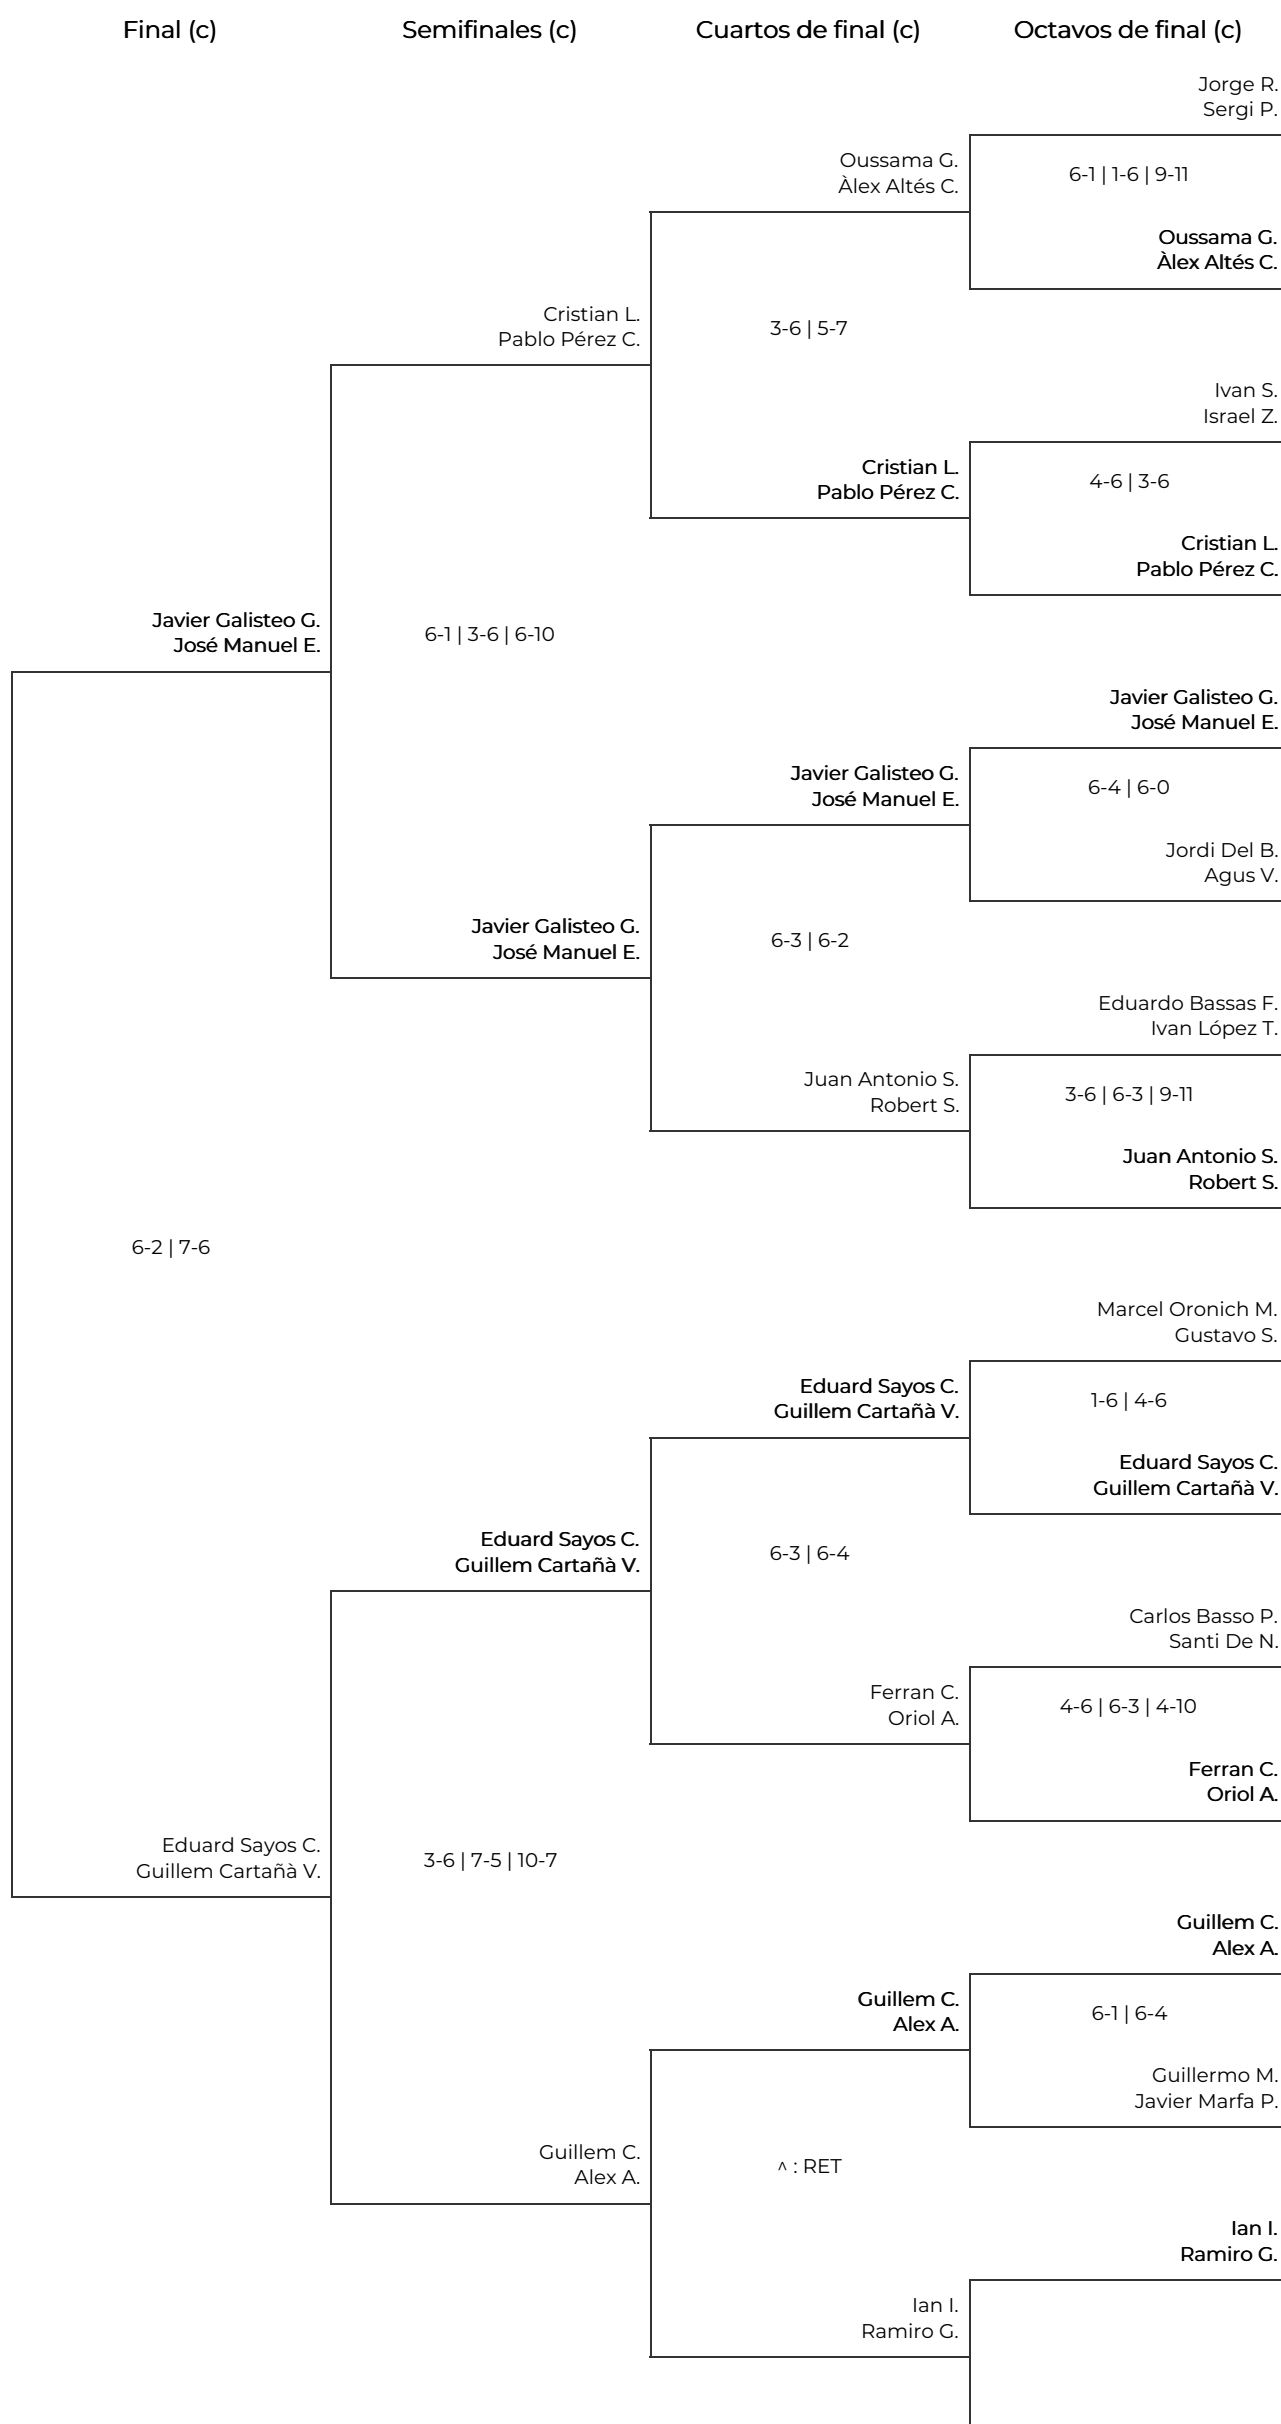 Final (c)
Semifinales (c)
Cuartos de final (c)
Octavos de final (c)
Jorge R.
Sergi P.
Oussama G.
Àlex Altés C.
6-1 | 1-6 | 9-11
Oussama G.
Àlex Altés C.
Cristian L.
Pablo Pérez C.
3-6 | 5-7
Ivan S.
Israel Z.
Cristian L.
Pablo Pérez C.
4-6 | 3-6
Cristian L.
Pablo Pérez C.
Javier Galisteo G.
José Manuel E.
6-1 | 3-6 | 6-10
Javier Galisteo G.
José Manuel E.
Javier Galisteo G.
José Manuel E.
6-4 | 6-0
Jordi Del B.
Agus V.
Javier Galisteo G.
José Manuel E.
6-3 | 6-2
Eduardo Bassas F.
Ivan López T.
Juan Antonio S.
Robert S.
3-6 | 6-3 | 9-11
Juan Antonio S.
Robert S.
6-2 | 7-6
Marcel Oronich M.
Gustavo S.
Eduard Sayos C.
Guillem Cartañà V.
1-6 | 4-6
Eduard Sayos C.
Guillem Cartañà V.
Eduard Sayos C.
Guillem Cartañà V.
6-3 | 6-4
Carlos Basso P.
Santi De N.
Ferran C.
Oriol A.
4-6 | 6-3 | 4-10
Ferran C.
Oriol A.
Eduard Sayos C.
Guillem Cartañà V.
3-6 | 7-5 | 10-7
Guillem C.
Alex A.
Guillem C.
Alex A.
6-1 | 6-4
Guillermo M.
Javier Marfa P.
Guillem C.
Alex A.
^ : RET
Ian I.
Ramiro G.
Ian I.
Ramiro G.